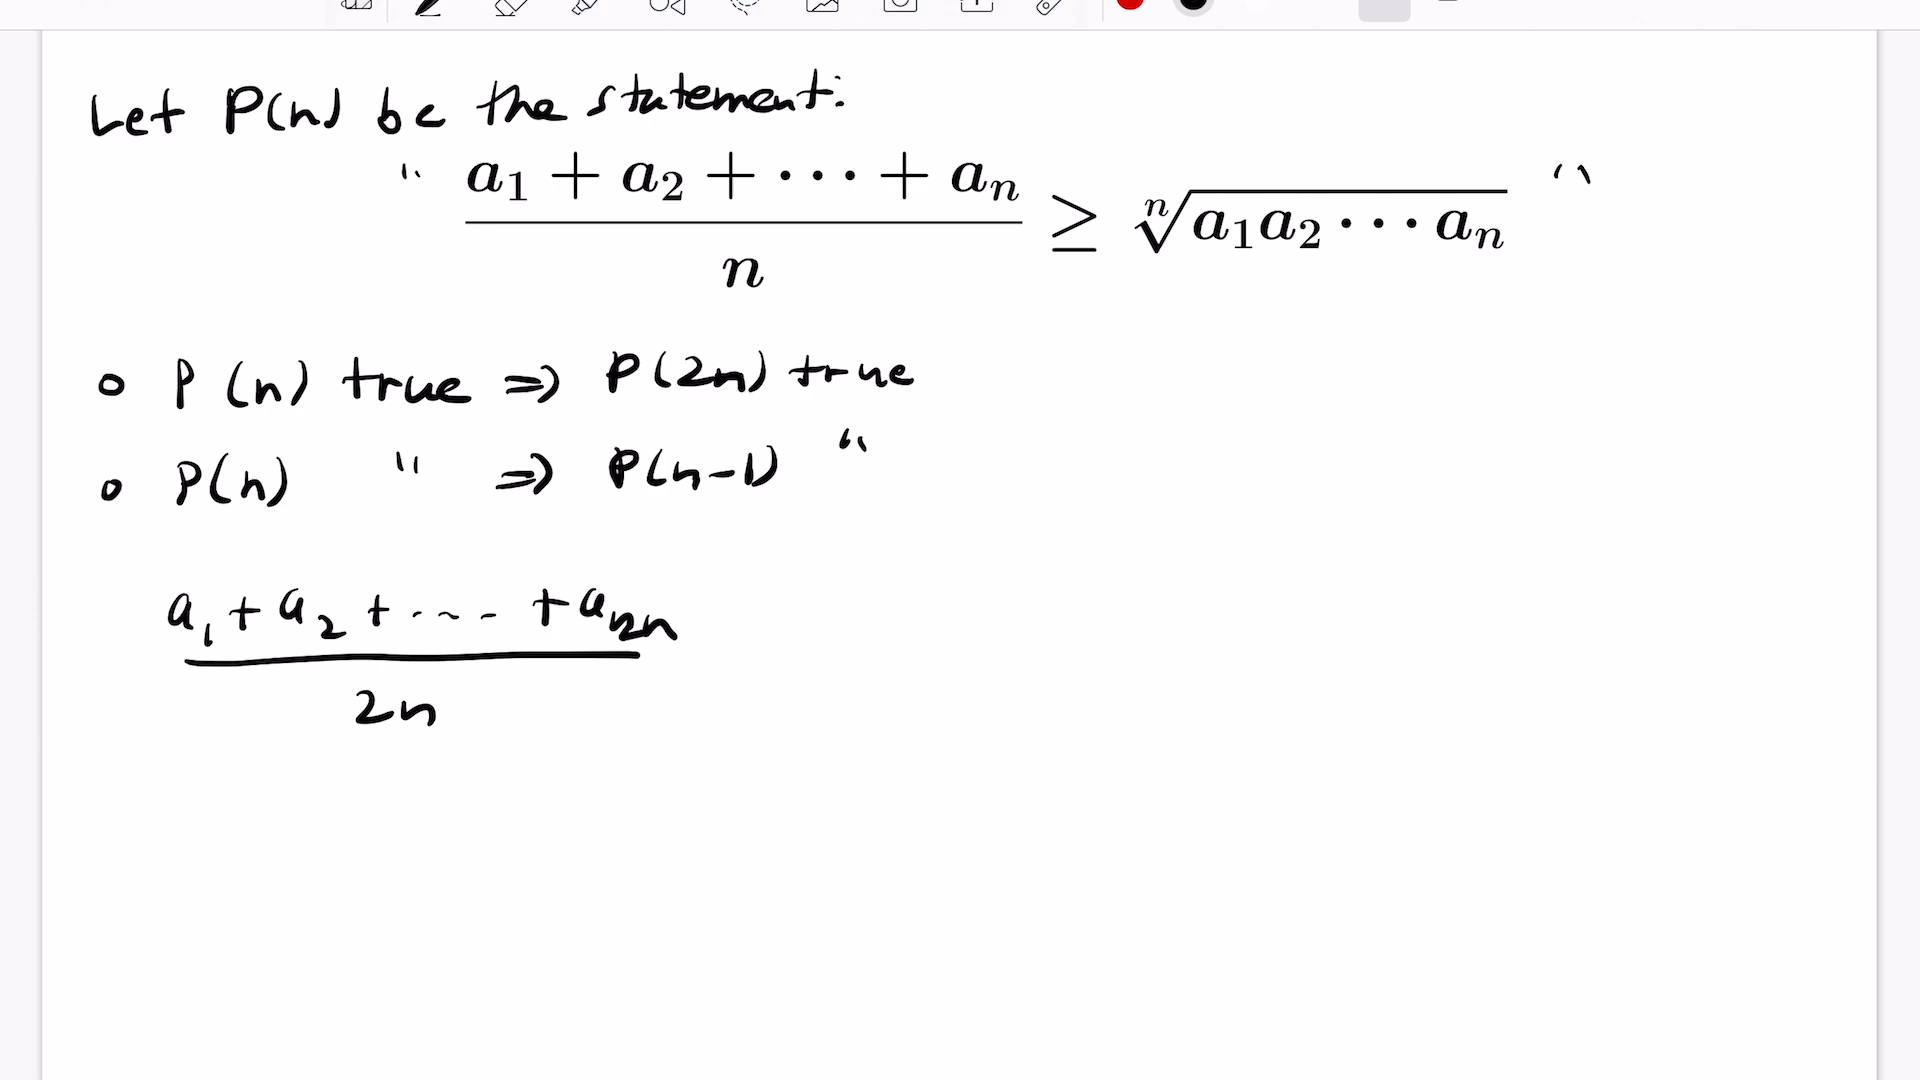 Let P(n) be the statement:
" (a₁ + a₂ + ⋯ + aₙ)/n ≥ ⁿ√(a₁a₂⋯aₙ) "
o P(n) true ⇒ P(2n) true
o P(n) " ⇒ P(n-1) "
a₁ + a₂ + ---- + a₂ₙ
2n